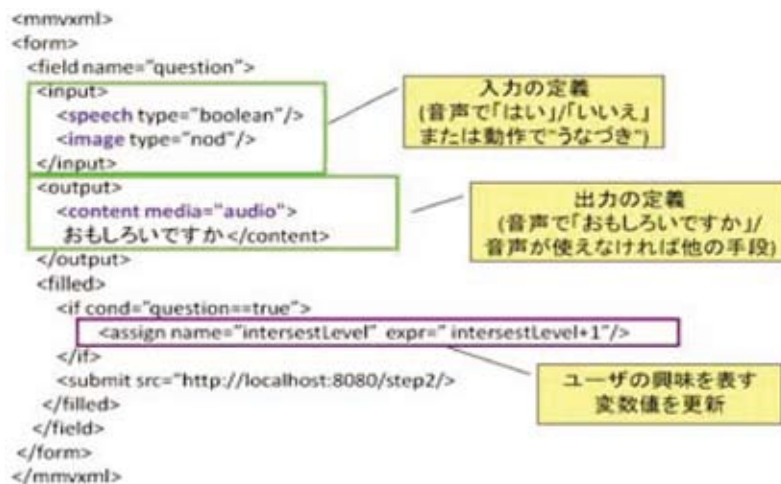 <mmvxml>
<form>
<field name="question">
<input>
<speech type="boolean"/>
<image type="nod"/>
</input>
<output>
<content media="audio">
おもしろいですか</content>
</output>
<filled>
<if cond="question==true">
<assign name="intersestLevel" expr=" intersestLevel+1"/>
</if>
<submit src="http://localhost:8080/step2/>
</filled>
</field>
</form>
</mmvxml>
入力の定義
(音声で「はい」/「いいえ」
または動作で"うなづき")
出力の定義
(音声で「おもしろいですか」/
音声が使えなければ他の手段)
ユーザの興味を表す
変数値を更新